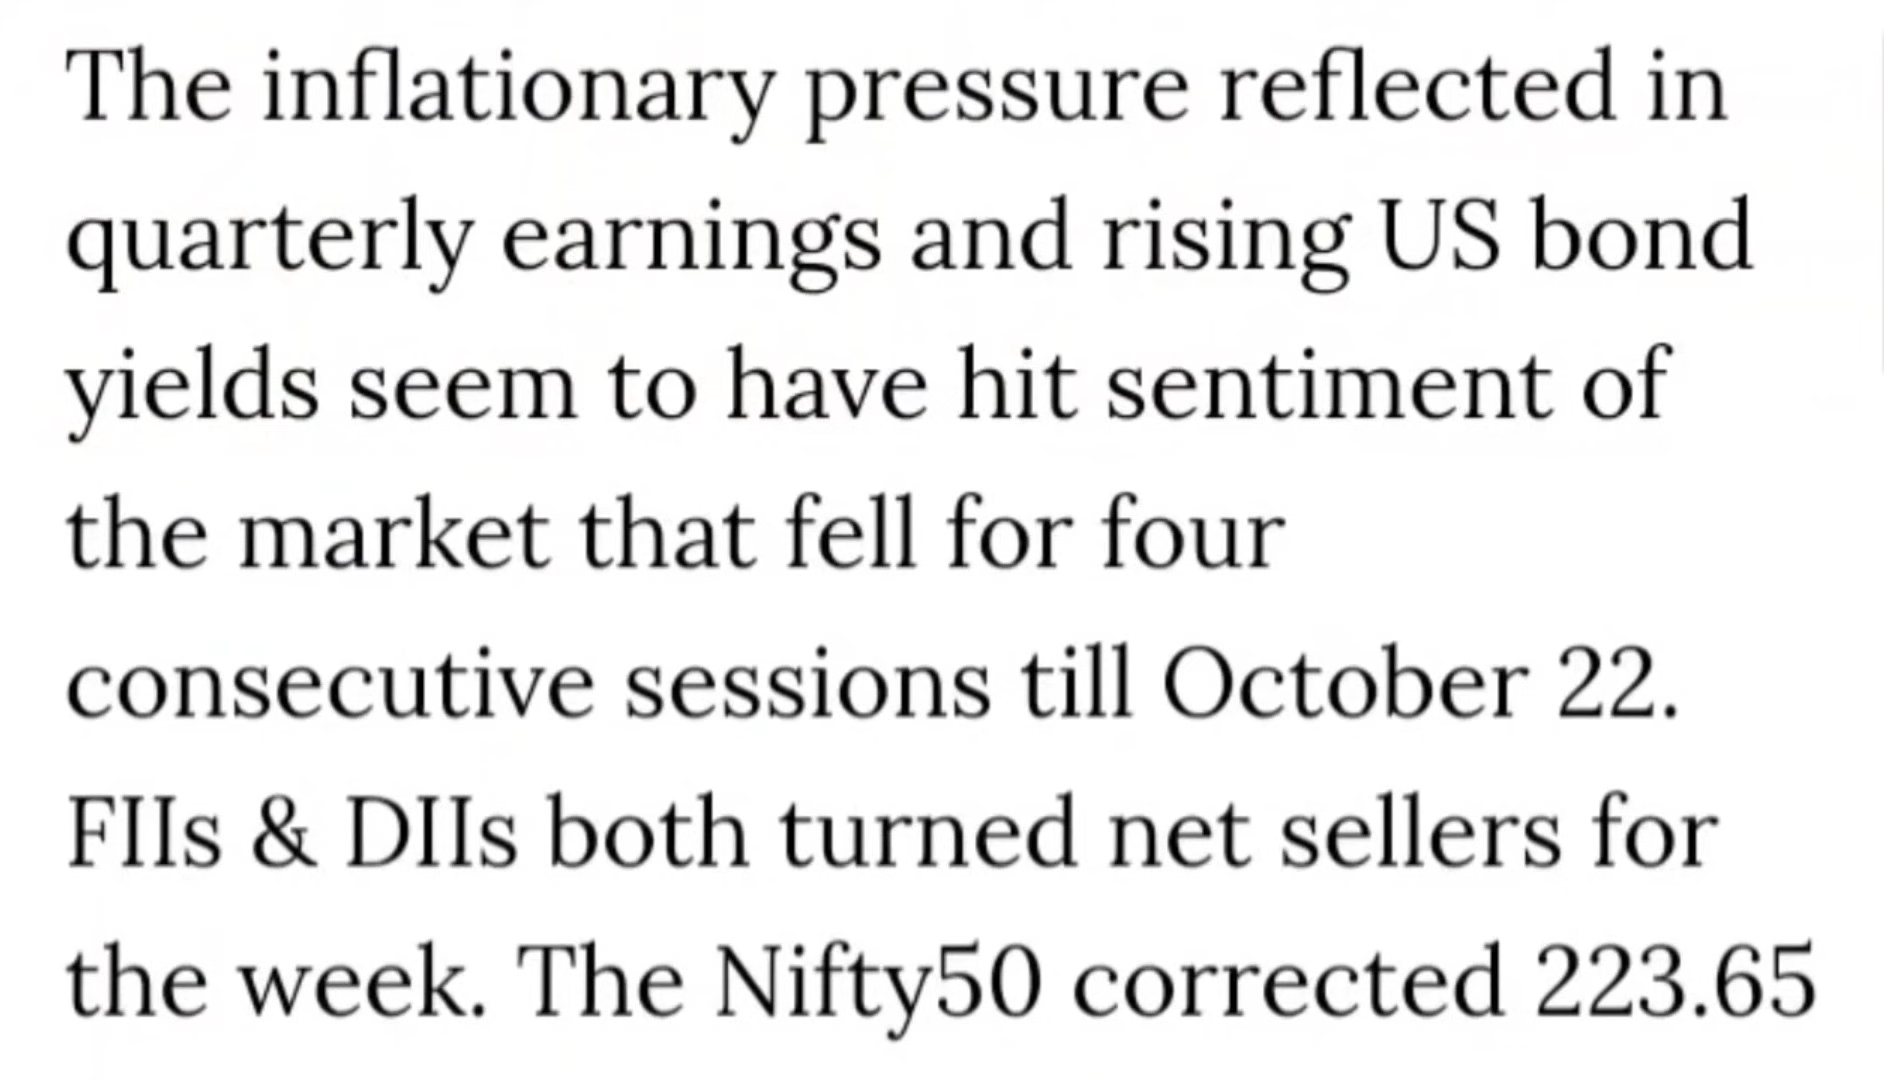 The inflationary pressure reflected in
quarterly earnings and rising US bond
yields seem to have hit sentiment of
the market that fell for four
consecutive sessions till October 22.
FIIs & DIIs both turned net sellers for
the week. The Nifty50 corrected 223.65